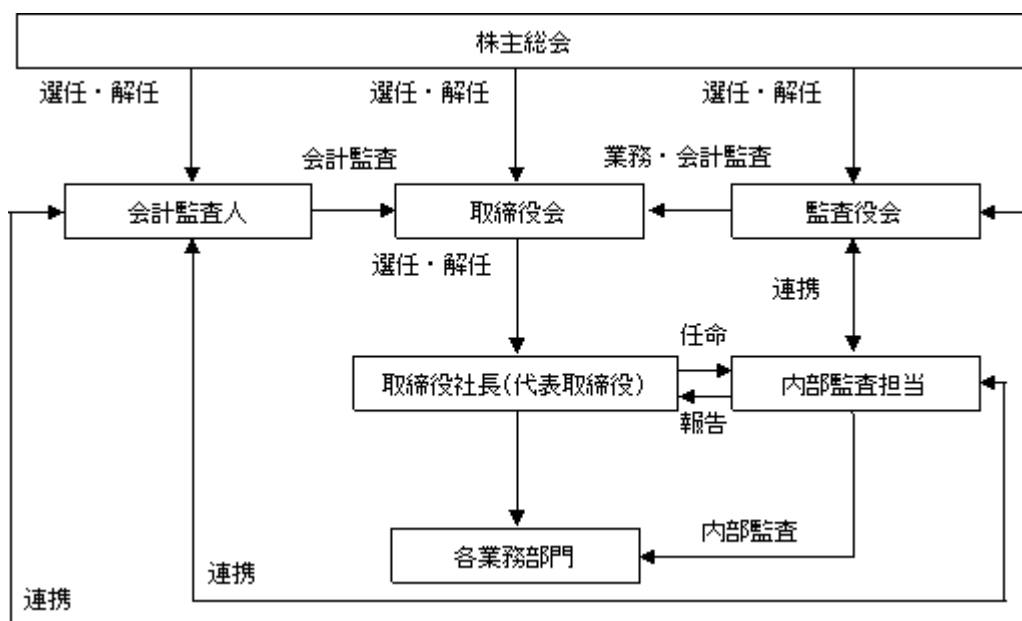 株主総会
選任・解任
選任・解任
選任・解任
会計監査
業務・会計監査
会計監査人
取締役会
監査役会
選任・解任
連携
任命
取締役社長(代表取締役)
内部監査担当
報告
内部監査
各業務部門
連携
連携